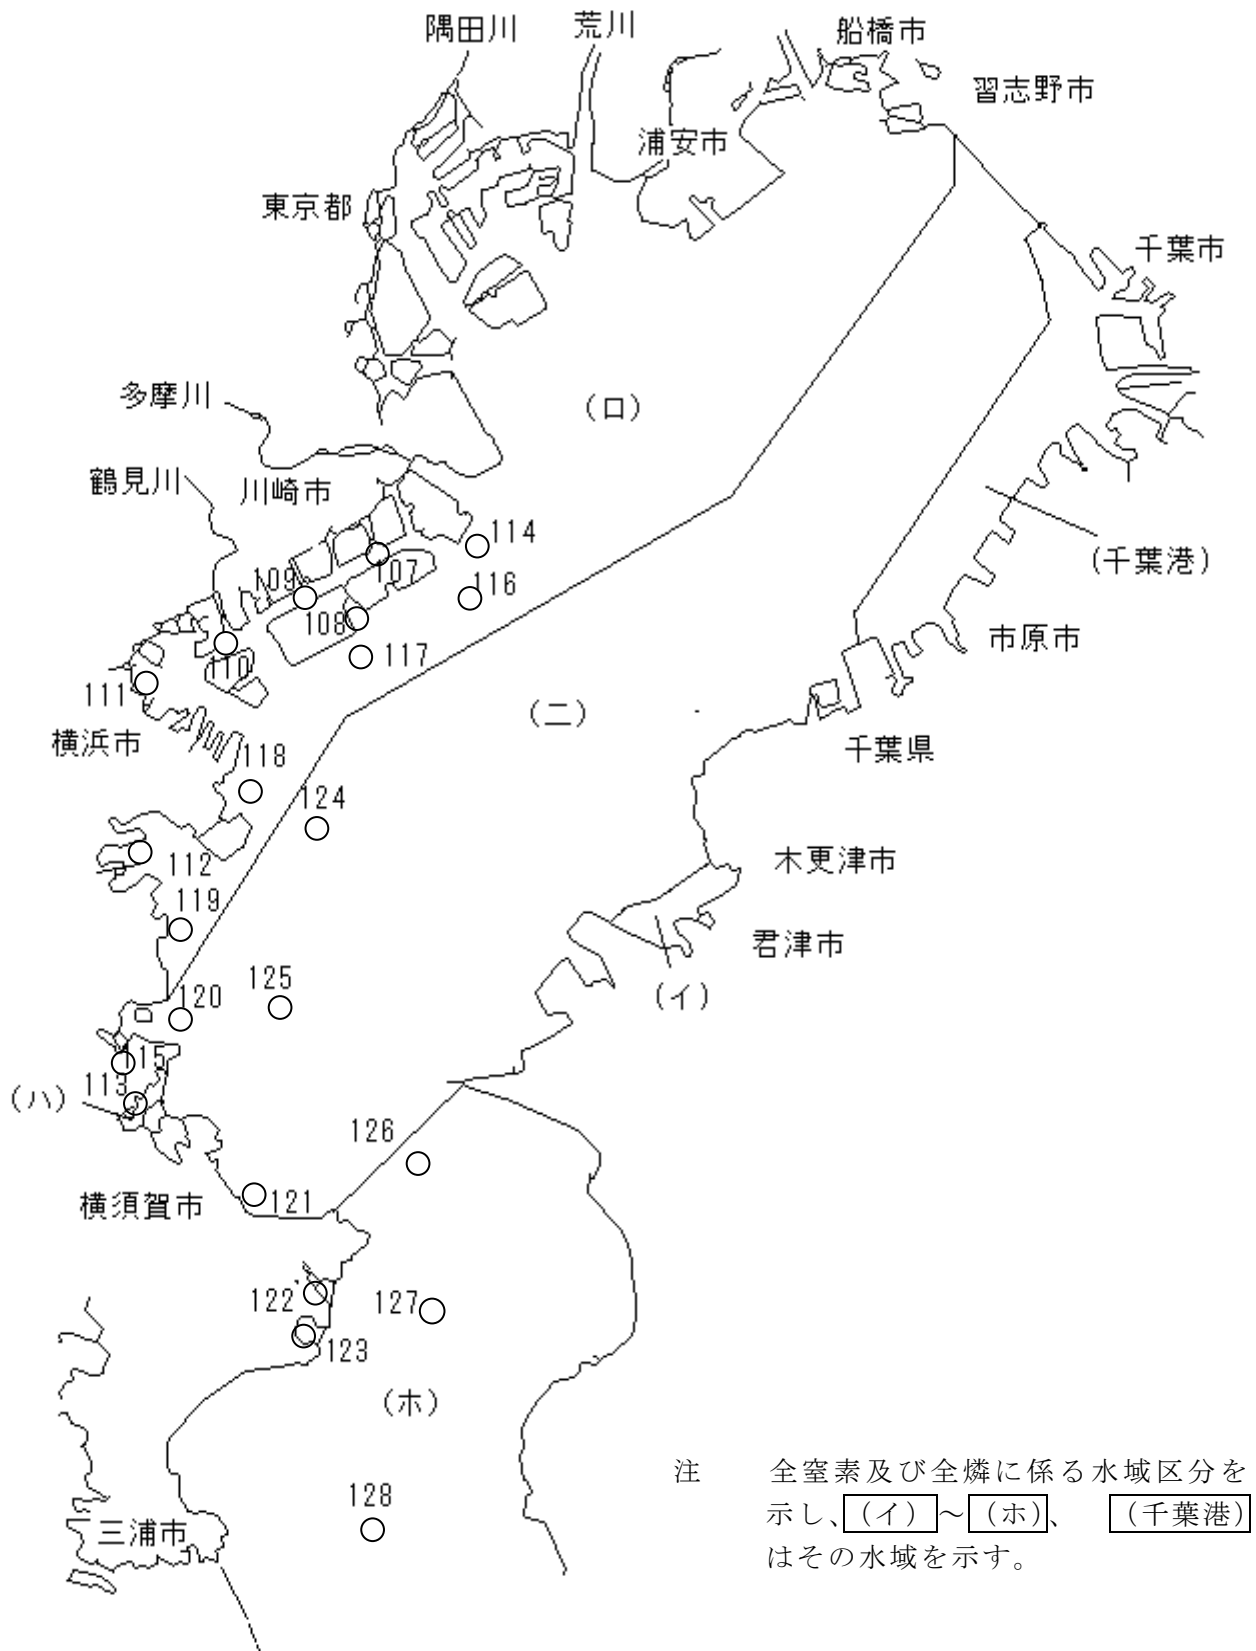 隅田川
荒川
船橋市
習志野市
浦安市
東京都
千葉市
多摩川
(ロ)
鶴見川
川崎市
114
(千葉港)
109
107
116
108
市原市
110
117
111
(ニ)
横浜市
千葉県
118
124
112
木更津市
119
君津市
125
120
(イ)
115
113
(ハ)
126
横須賀市
121
122
127
123
(ホ)
128
三浦市
注 全窒素及び全燐に係る水域区分を
示し、(イ)~(ホ)、 (千葉港)
はその水域を示す。